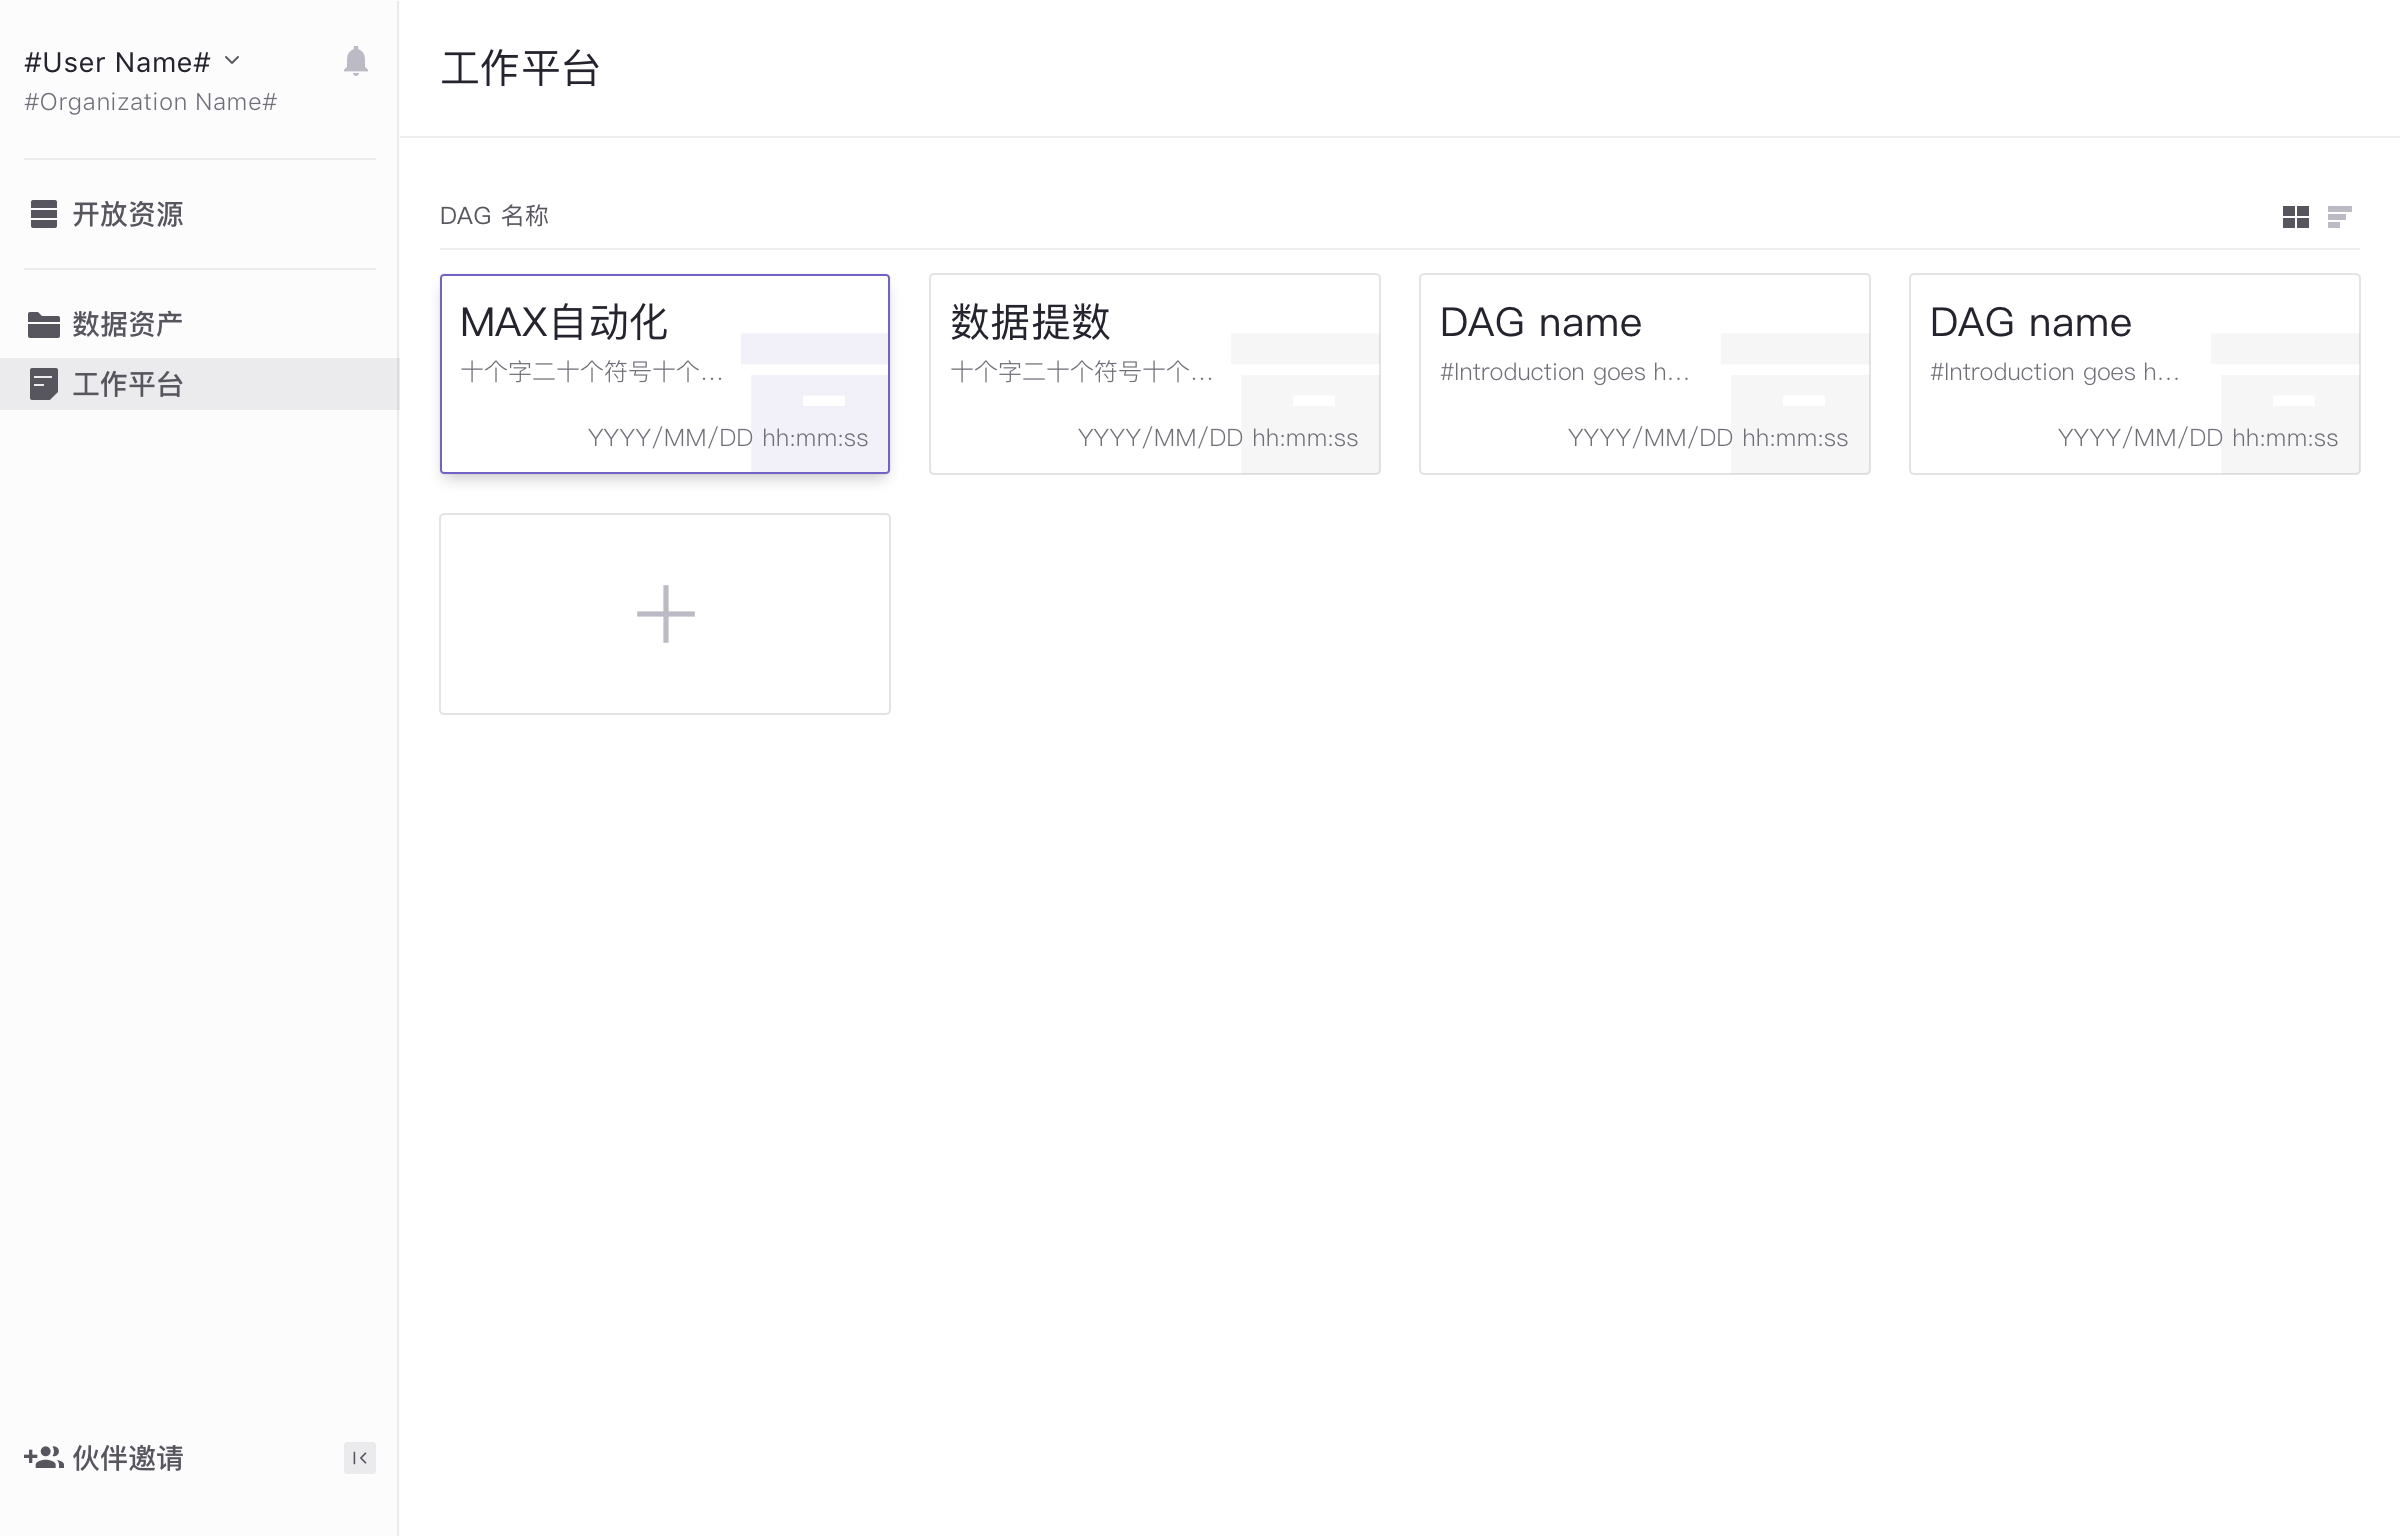 #User Name#
#Organization Name#
开放资源
数据资产
工作平台
伙伴邀请
工作平台
DAG 名称
MAX自动化
十个字二十个符号十个...
YYYY/MM/DD hh:mm:ss
数据提数
十个字二十个符号十个...
YYYY/MM/DD hh:mm:ss
DAG name
#Introduction goes h...
YYYY/MM/DD hh:mm:ss
DAG name
#Introduction goes h...
YYYY/MM/DD hh:mm:ss